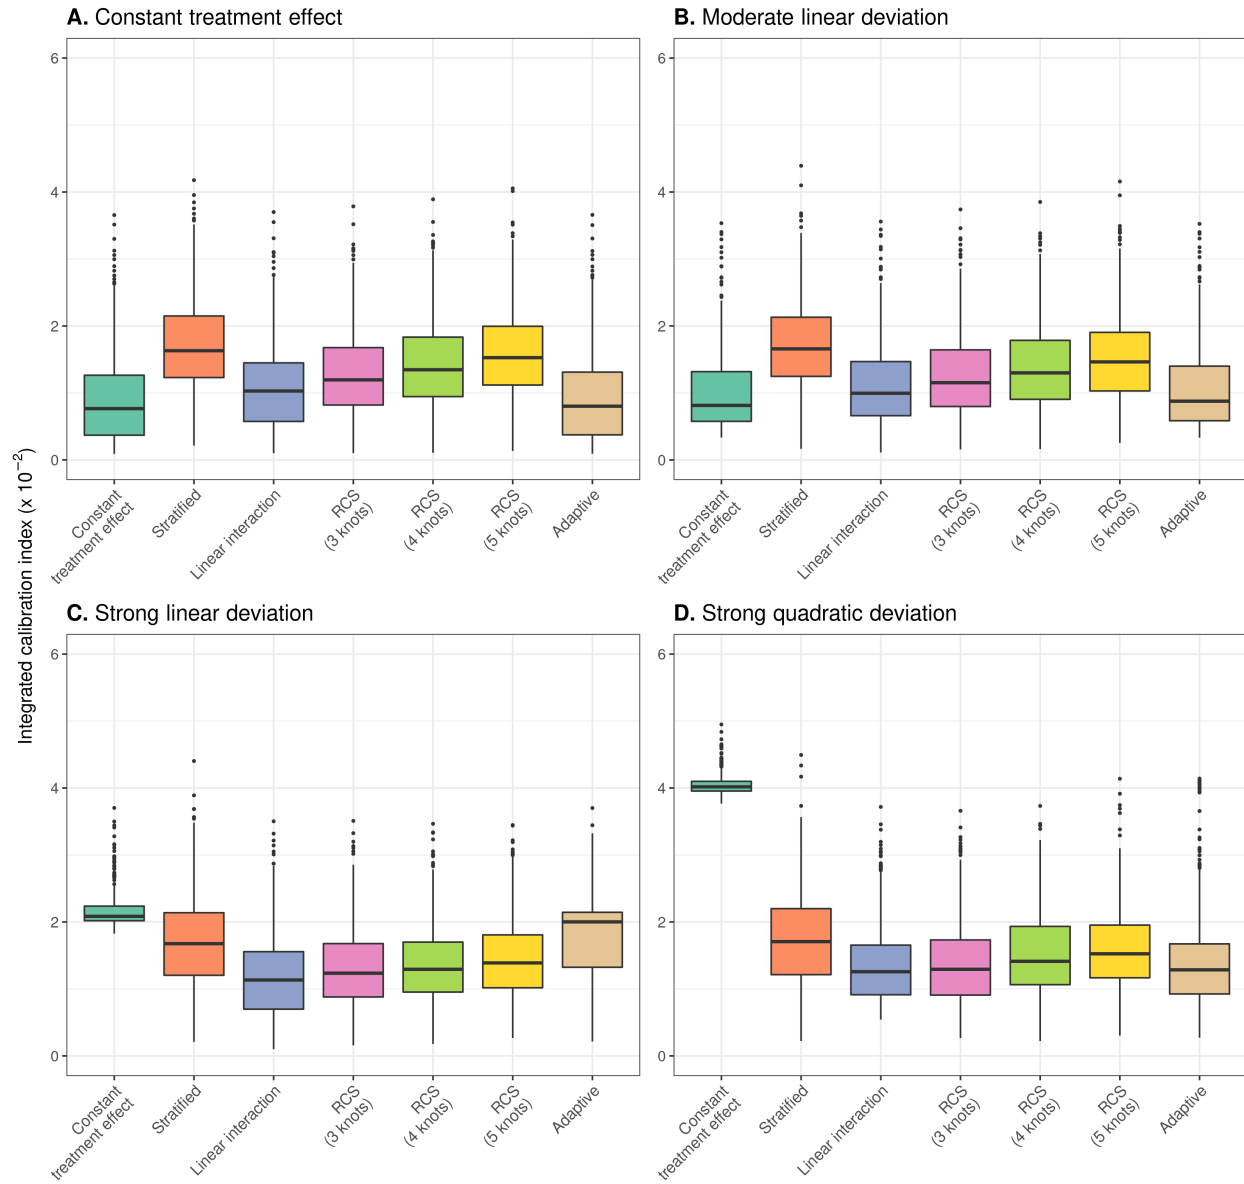 A. Constant treatment effect
B. Moderate linear deviation
6
4
2
0
Constant
treatment effect
Stratified
Linear interaction
RCS
(3 knots)
RCS
(4 knots)
RCS
(5 knots)
Adaptive
6
4
2
0
Constant
treatment effect
Stratified
Linear interaction
RCS
(3 knots)
RCS
(4 knots)
RCS
(5 knots)
Adaptive
Integrated calibration index (x 10⁻²)
C. Strong linear deviation
D. Strong quadratic deviation
6
4
2
0
Constant
treatment effect
Stratified
Linear interaction
RCS
(3 knots)
RCS
(4 knots)
RCS
(5 knots)
Adaptive
6
4
2
0
Constant
treatment effect
Stratified
Linear interaction
RCS
(3 knots)
RCS
(4 knots)
RCS
(5 knots)
Adaptive